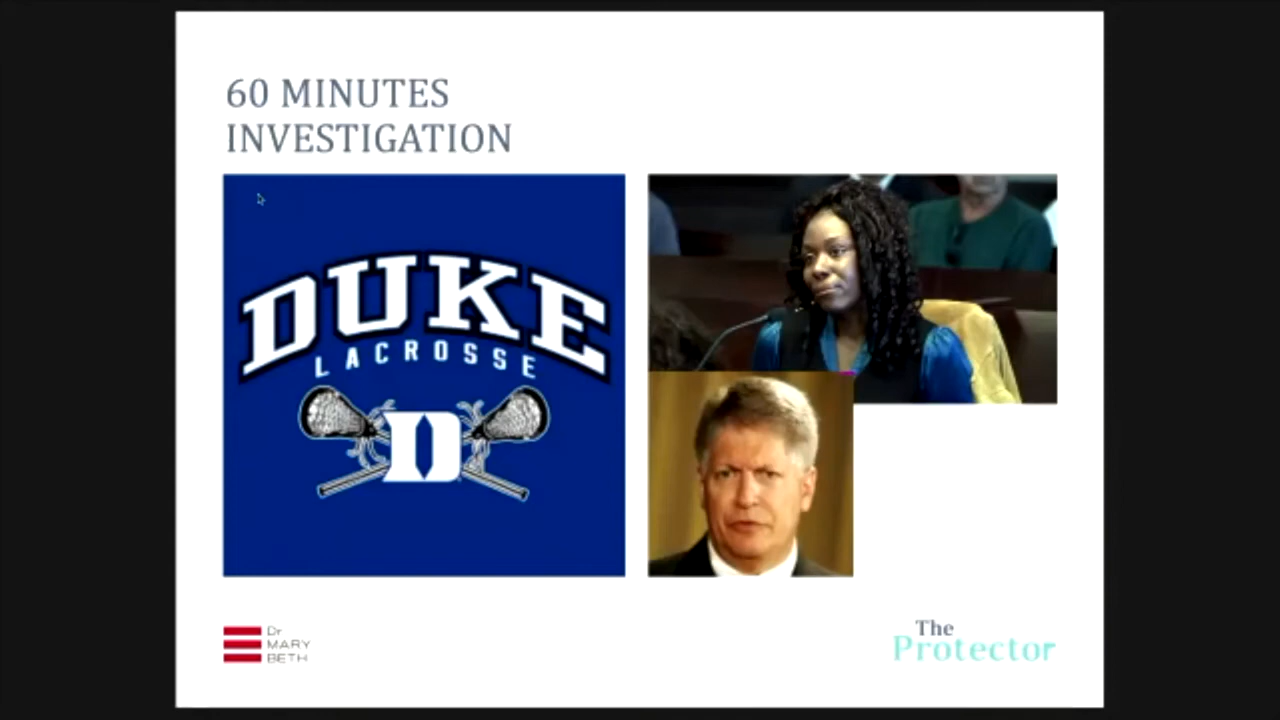 60 MINUTES
INVESTIGATION
DUKE
LACROSSE
D
Dr
MARY
BETH
The
Protector